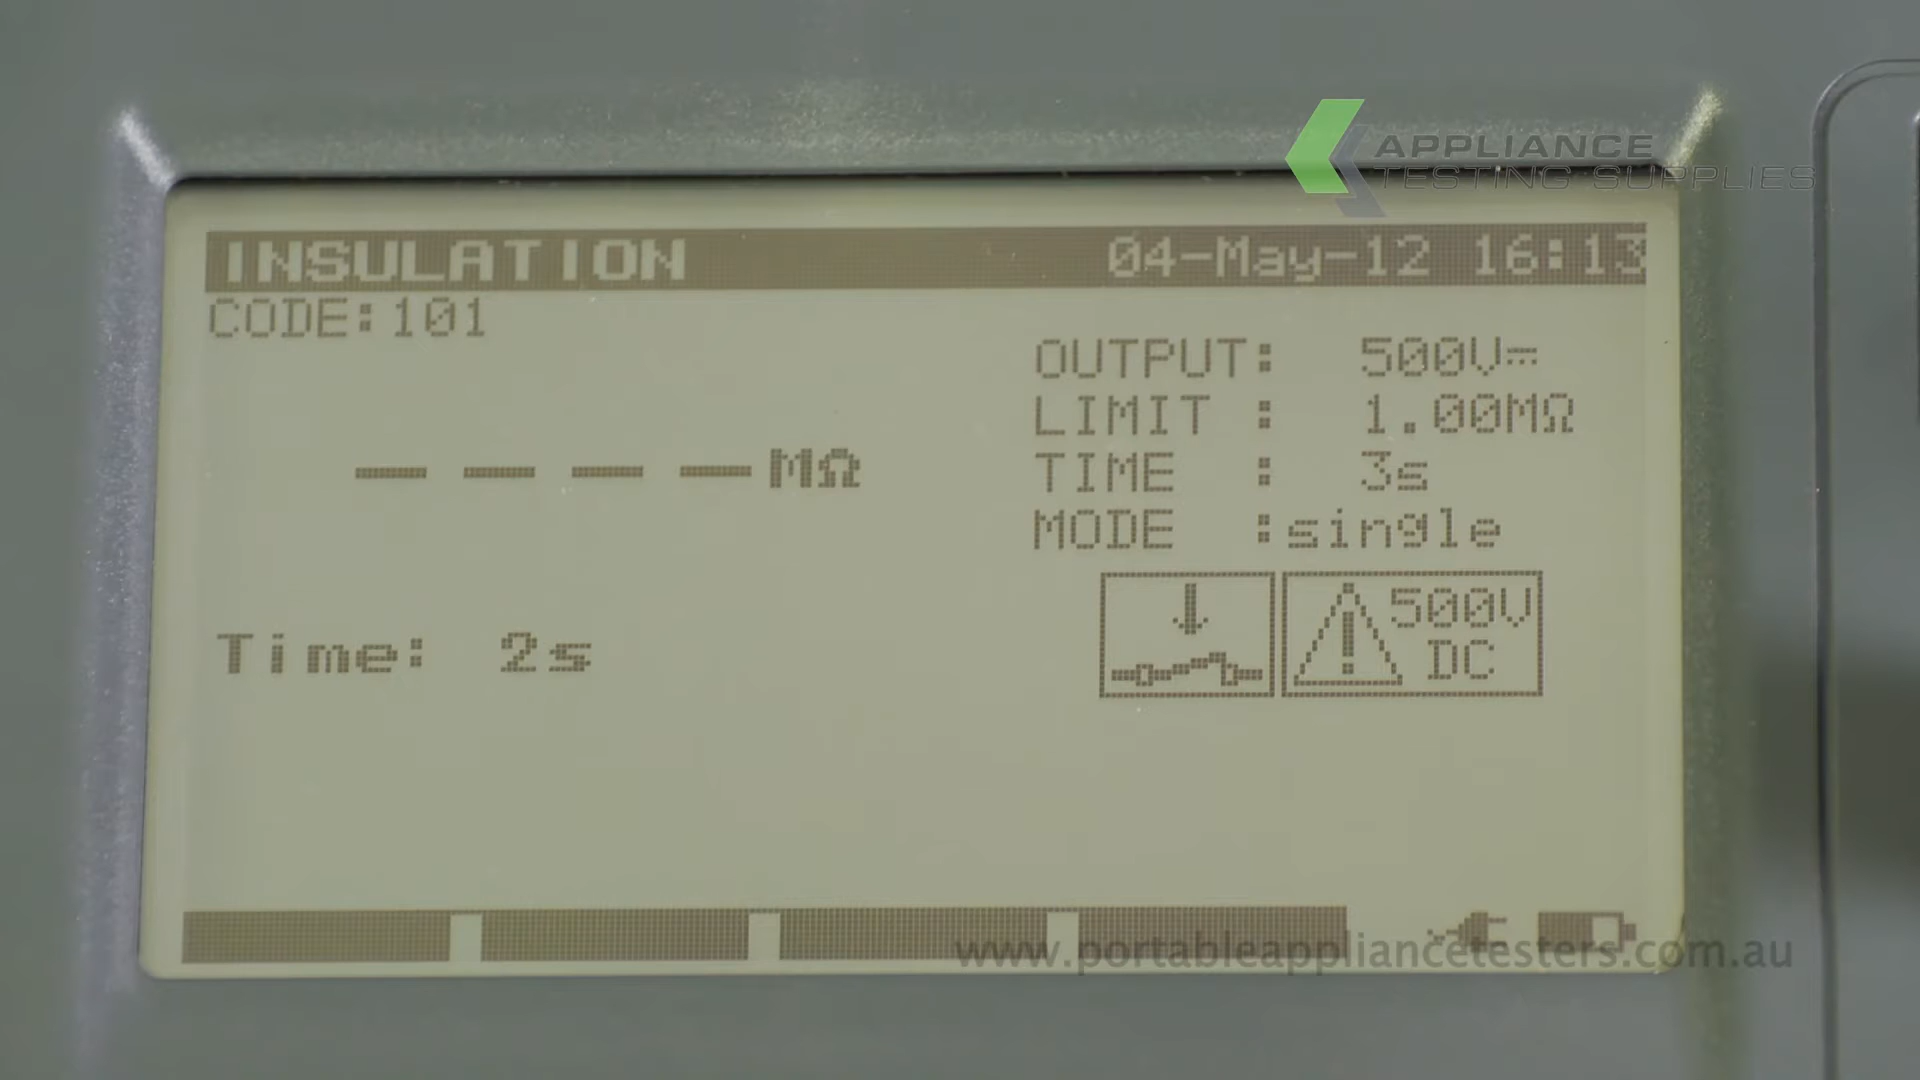 APPLIANCE
TESTING SUPPLIES
INSULATION 04-May-12 16:13
CODE:101
OUTPUT: 500V⎓
LIMIT : 1.00MΩ
TIME : 3s
MODE :single
– – – – MΩ
Time: 2s
500V
DC
www.portableappliancetesters.com.au